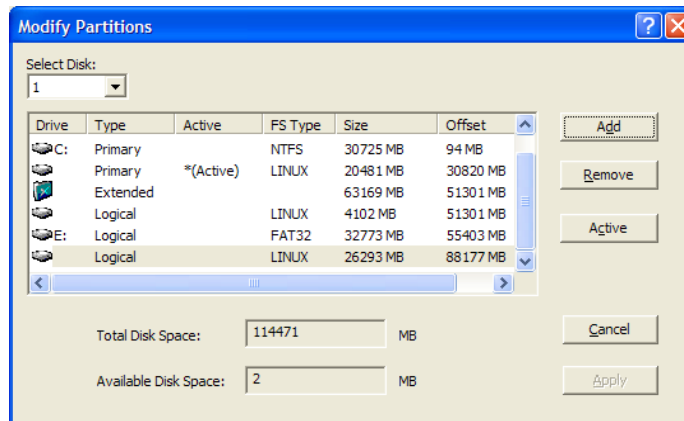 Modify Partitions
Select Disk:
1
Drive Type Active FS Type Size Offset
C: Primary NTFS 30725 MB 94 MB
Primary *(Active) LINUX 20481 MB 30820 MB
Extended 63169 MB 51301 MB
Logical LINUX 4102 MB 51301 MB
E: Logical FAT32 32773 MB 55403 MB
Logical LINUX 26293 MB 88177 MB
Add
Remove
Active
Total Disk Space: 114471 MB
Cancel
Available Disk Space: 2 MB
Apply